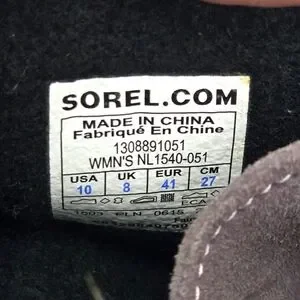 SOREL.COM
MADE IN CHINA
Fabriqué En Chine
1308891051
WMN'S NL1540-051
USA UK EUR CM
10 8 41 27